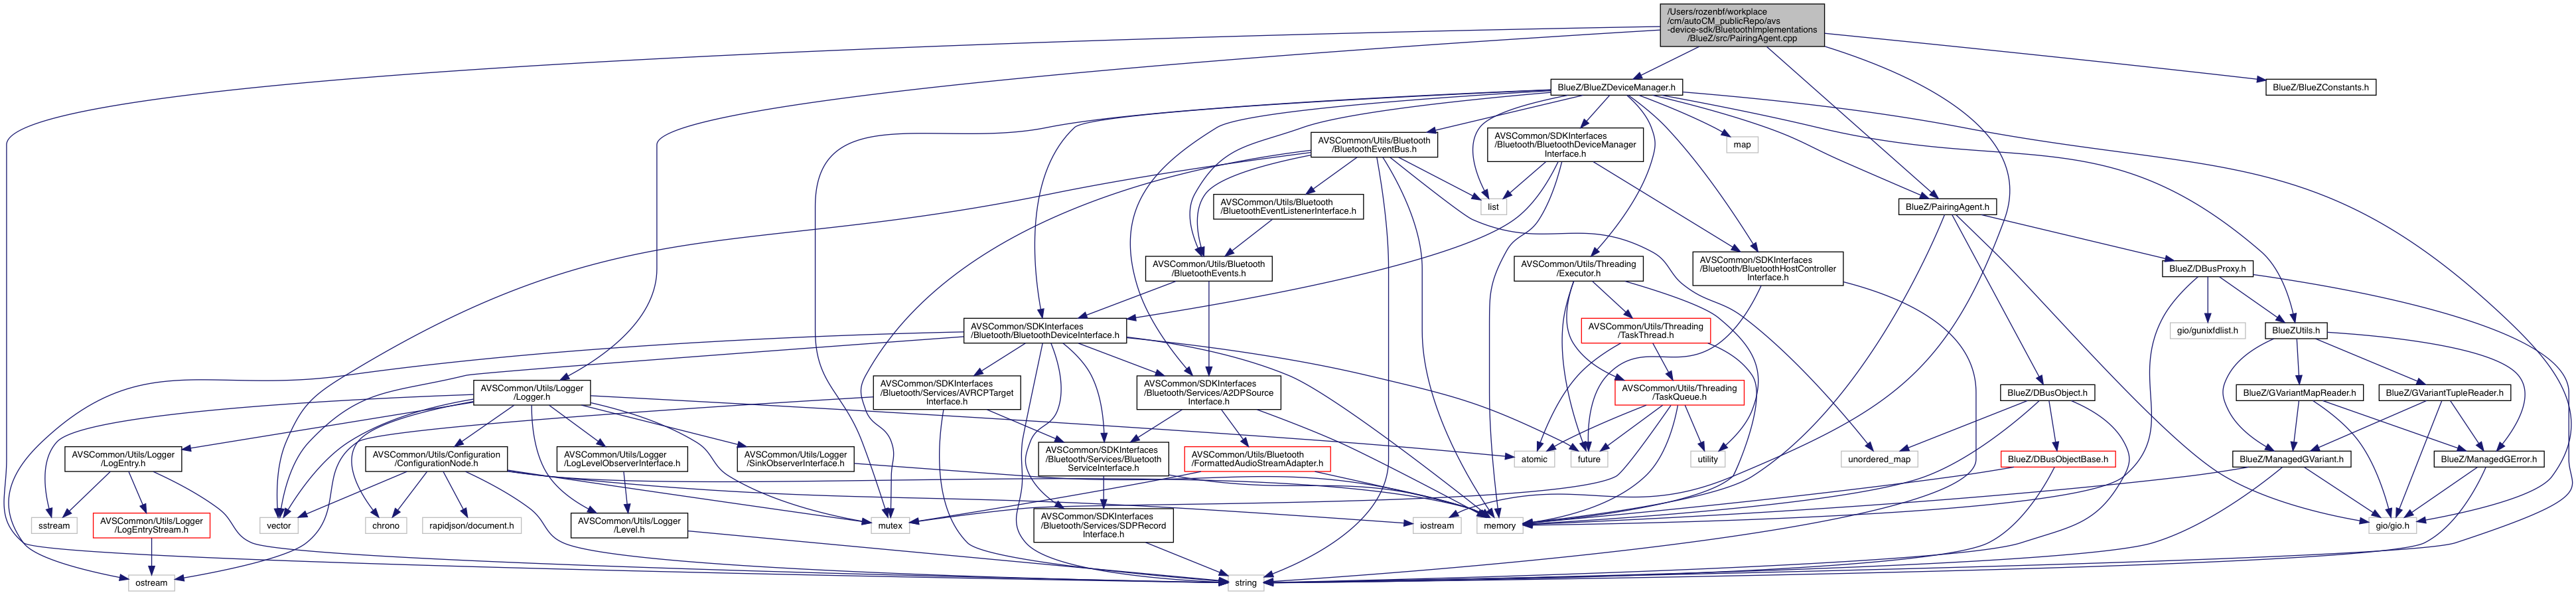 /Users/rozenbf/workplace
/cm/autoCM_publicRepo/avs
-device-sdk/BluetoothImplementations
/BlueZ/src/PairingAgent.cpp
BlueZ/BlueZDeviceManager.h
BlueZ/BlueZConstants.h
AVSCommon/Utils/Bluetooth
/BluetoothEventBus.h
AVSCommon/SDKInterfaces
/Bluetooth/BluetoothDeviceManager
Interface.h
map
AVSCommon/Utils/Bluetooth
/BluetoothEventListenerInterface.h
list
BlueZ/PairingAgent.h
AVSCommon/Utils/Bluetooth
/BluetoothEvents.h
AVSCommon/Utils/Threading
/Executor.h
AVSCommon/SDKInterfaces
/Bluetooth/BluetoothHostController
Interface.h
BlueZ/DBusProxy.h
AVSCommon/SDKInterfaces
/Bluetooth/BluetoothDeviceInterface.h
AVSCommon/Utils/Threading
/TaskThread.h
gio/gunixfdlist.h
BlueZUtils.h
AVSCommon/Utils/Logger
/Logger.h
AVSCommon/SDKInterfaces
/Bluetooth/Services/AVRCPTarget
Interface.h
AVSCommon/SDKInterfaces
/Bluetooth/Services/A2DPSource
Interface.h
AVSCommon/Utils/Threading
/TaskQueue.h
BlueZ/DBusObject.h
BlueZ/GVariantMapReader.h
BlueZ/GVariantTupleReader.h
AVSCommon/Utils/Logger
/LogEntry.h
AVSCommon/Utils/Configuration
/ConfigurationNode.h
AVSCommon/Utils/Logger
/LogLevelObserverInterface.h
AVSCommon/Utils/Logger
/SinkObserverInterface.h
AVSCommon/SDKInterfaces
/Bluetooth/Services/Bluetooth
ServiceInterface.h
AVSCommon/Utils/Bluetooth
/FormattedAudioStreamAdapter.h
atomic
future
utility
unordered_map
BlueZ/DBusObjectBase.h
BlueZ/ManagedGVariant.h
BlueZ/ManagedGError.h
sstream
AVSCommon/Utils/Logger
/LogEntryStream.h
vector
chrono
rapidjson/document.h
AVSCommon/Utils/Logger
/Level.h
mutex
AVSCommon/SDKInterfaces
/Bluetooth/Services/SDPRecord
Interface.h
iostream
memory
gio/gio.h
ostream
string